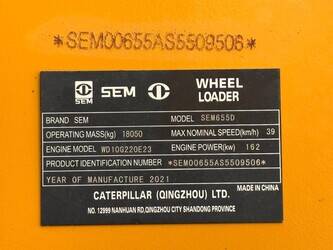 *SEM00655AS5509506*
SEM SEM WHEEL LOADER
BRAND SEM MODEL SEM655D
OPERATING MASS(kg) 18050 MAX NOMINAL SPEED(km/h) 39
ENGINE MODEL WD10G220E23 ENGINE POWER(kw) 162
PRODUCT IDENTIFICATION NUMBER *SEM00655AS5509506*
YEAR OF MANUFACTURE 2021
CATERPILLAR (QINGZHOU) LTD. MADE IN CHINA
NO. 12999 NANHUAN RD,QINGZHOU CITY SHANDONG PROVINCE